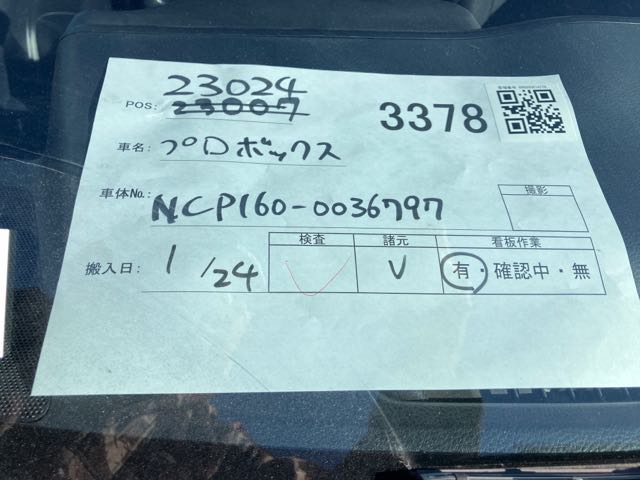 23024
POS: 23007
3378
車名: プロボックス
車体No.: NCP160-0036797
撮影
搬入日: 1/24
検査 諸元 看板作業
✓ V 有・確認中・無